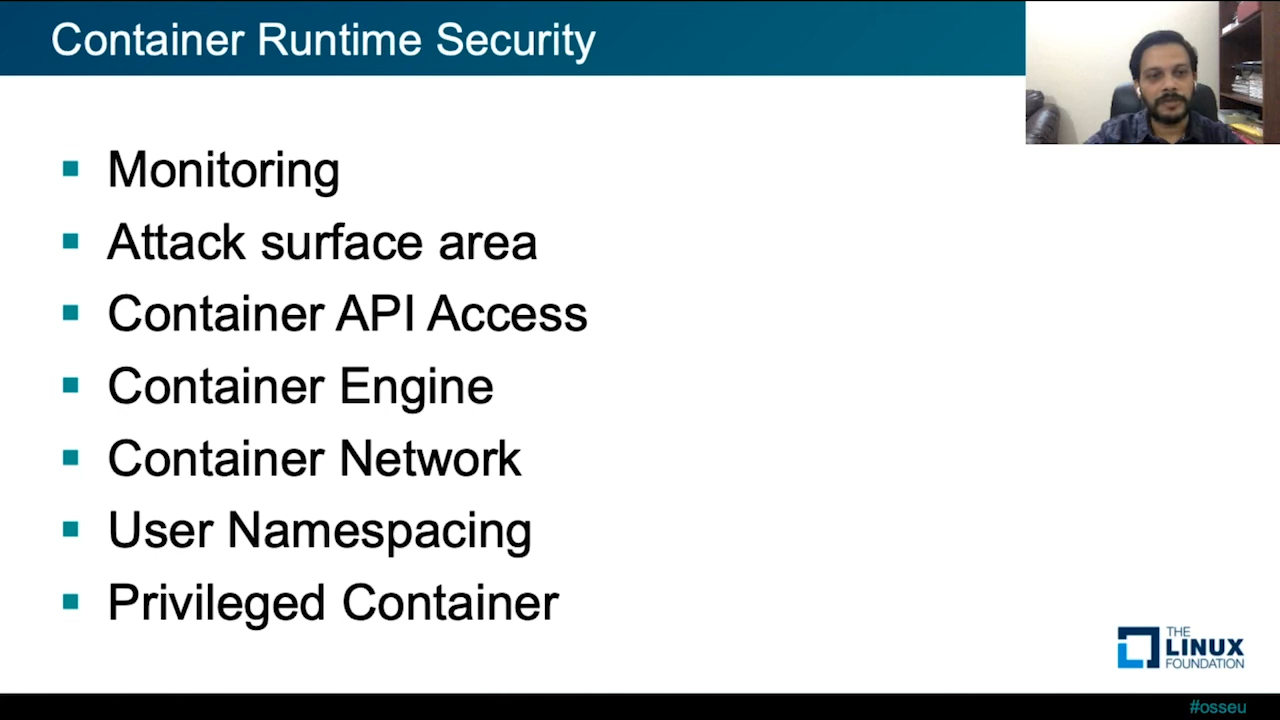 Container Runtime Security
Monitoring
Attack surface area
Container API Access
Container Engine
Container Network
User Namespacing
Privileged Container
THE
LINUX
FOUNDATION
#osseu